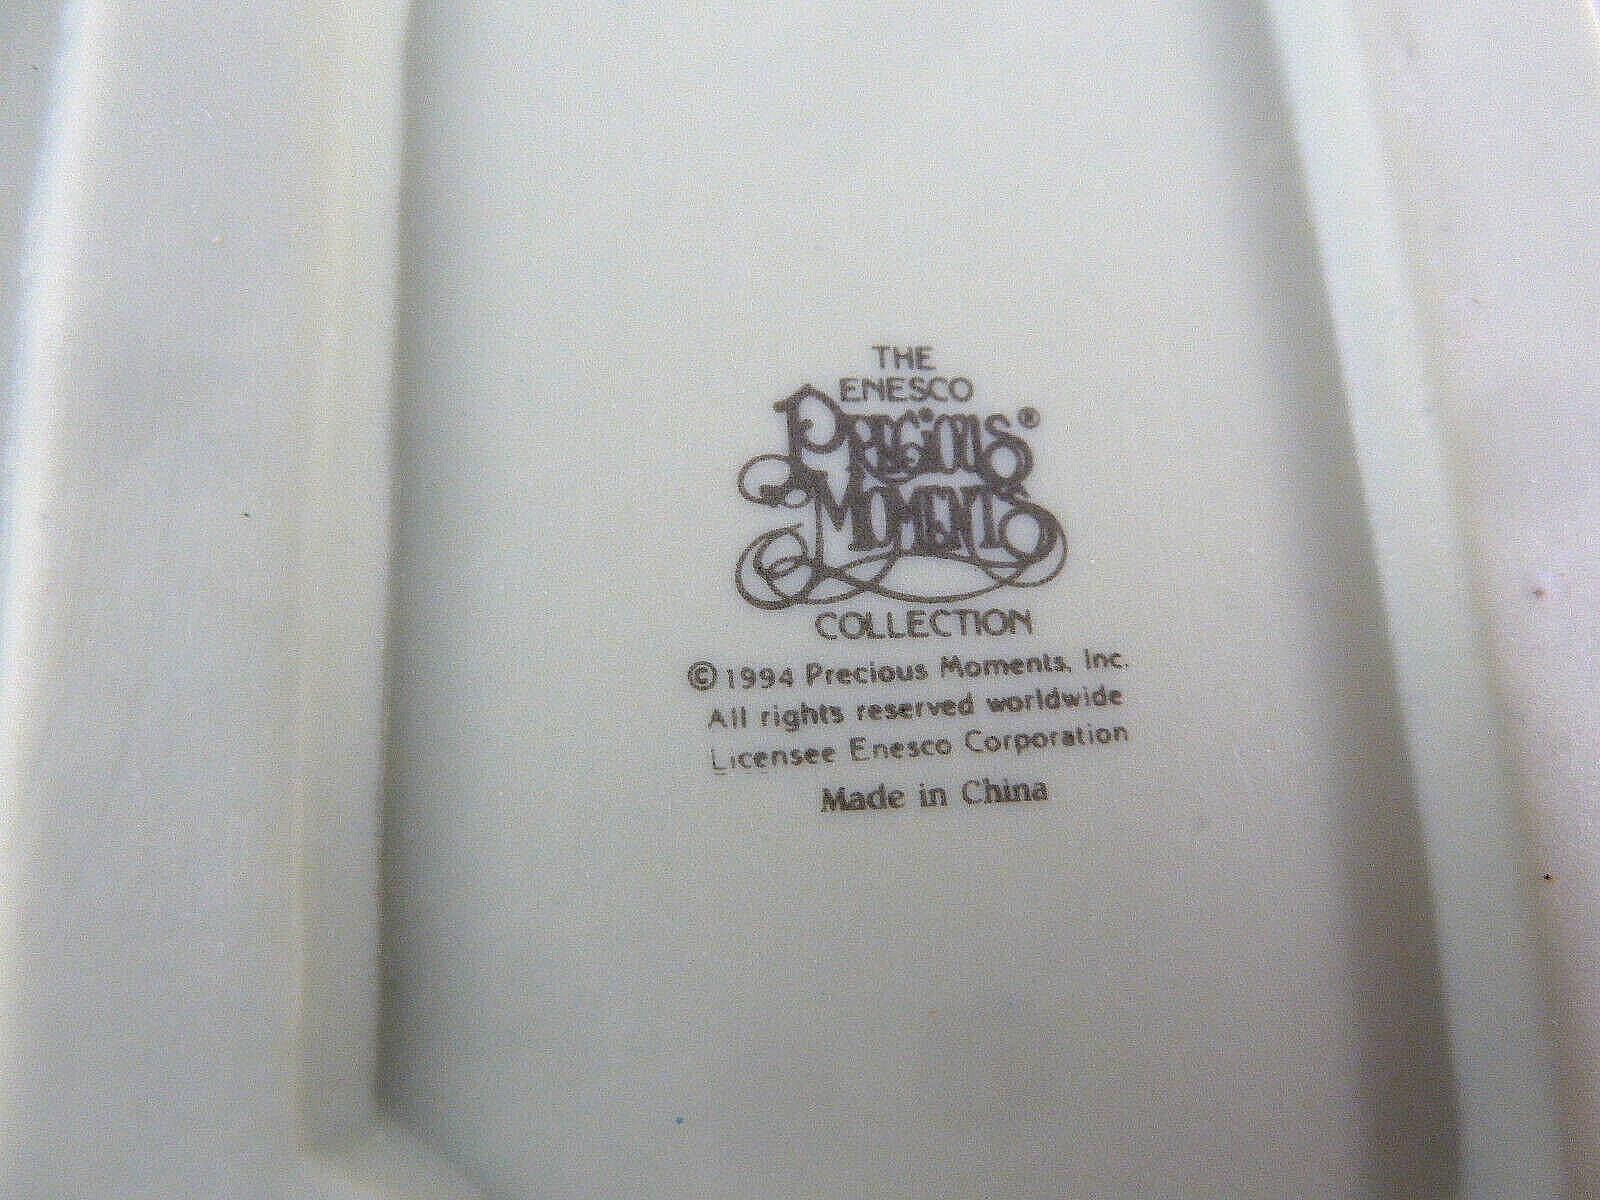 THE
ENESCO
PRECIOUS®
MOMENTS
COLLECTION
©1994 Precious Moments, Inc.
All rights reserved worldwide
Licensee Enesco Corporation
Made in China